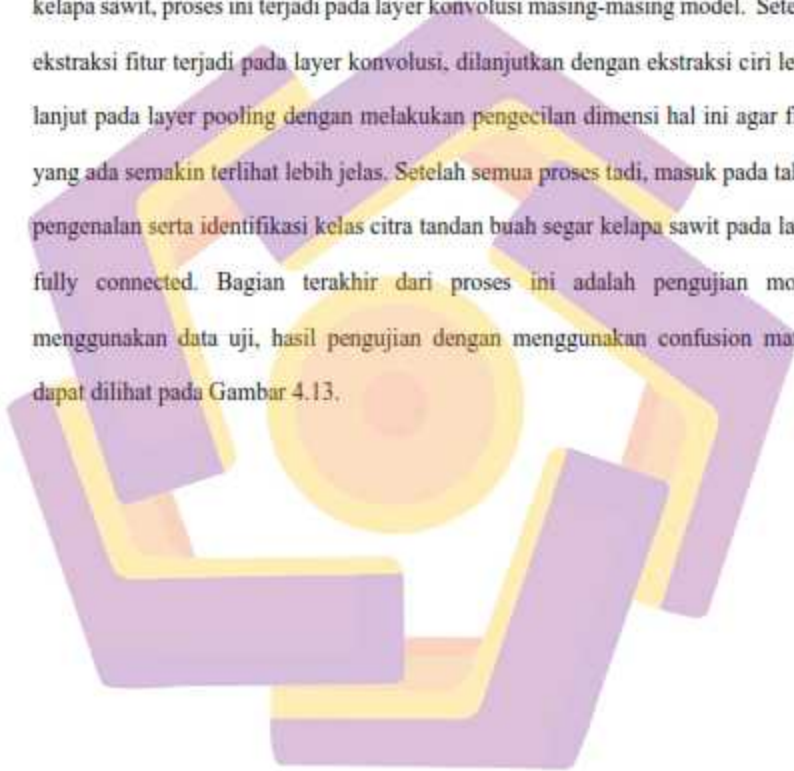 kelapa sawit, proses ini terjadi pada layer konvolusi masing-masing model. Sete
ekstraksi fitur terjadi pada layer konvolusi, dilanjutkan dengan ekstraksi ciri le
lanjut pada layer pooling dengan melakukan pengecilan dimensi hal ini agar f
yang ada semakin terlihat lebih jelas. Setelah semua proses tadi, masuk pada ta
pengenalan serta identifikasi kelas citra tandan buah segar kelapa sawit pada la
fully connected. Bagian terakhir dari proses ini adalah pengujian mo
menggunakan data uji, hasil pengujian dengan menggunakan confusion ma
dapat dilihat pada Gambar 4.13.